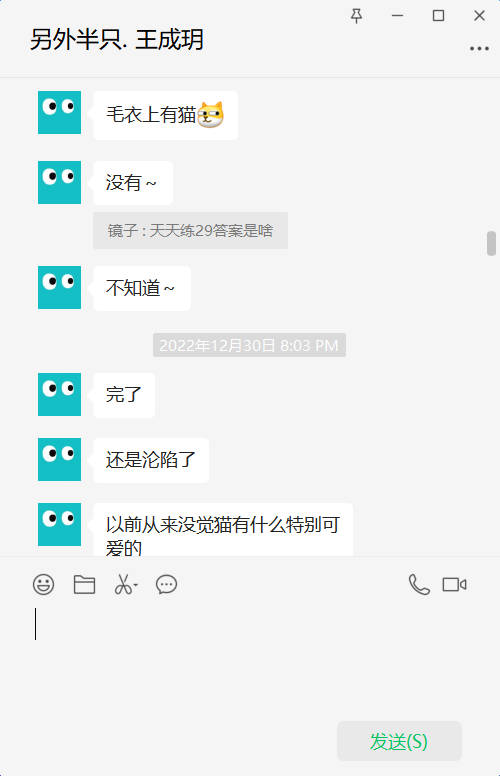 另外半只. 王成玥
毛衣上有猫
没有~
镜子 : 天天练29答案是啥
不知道~
2022年12月30日 8:03 PM
完了
还是沦陷了
以前从来没觉猫有什么特别可
爱的
发送(S)